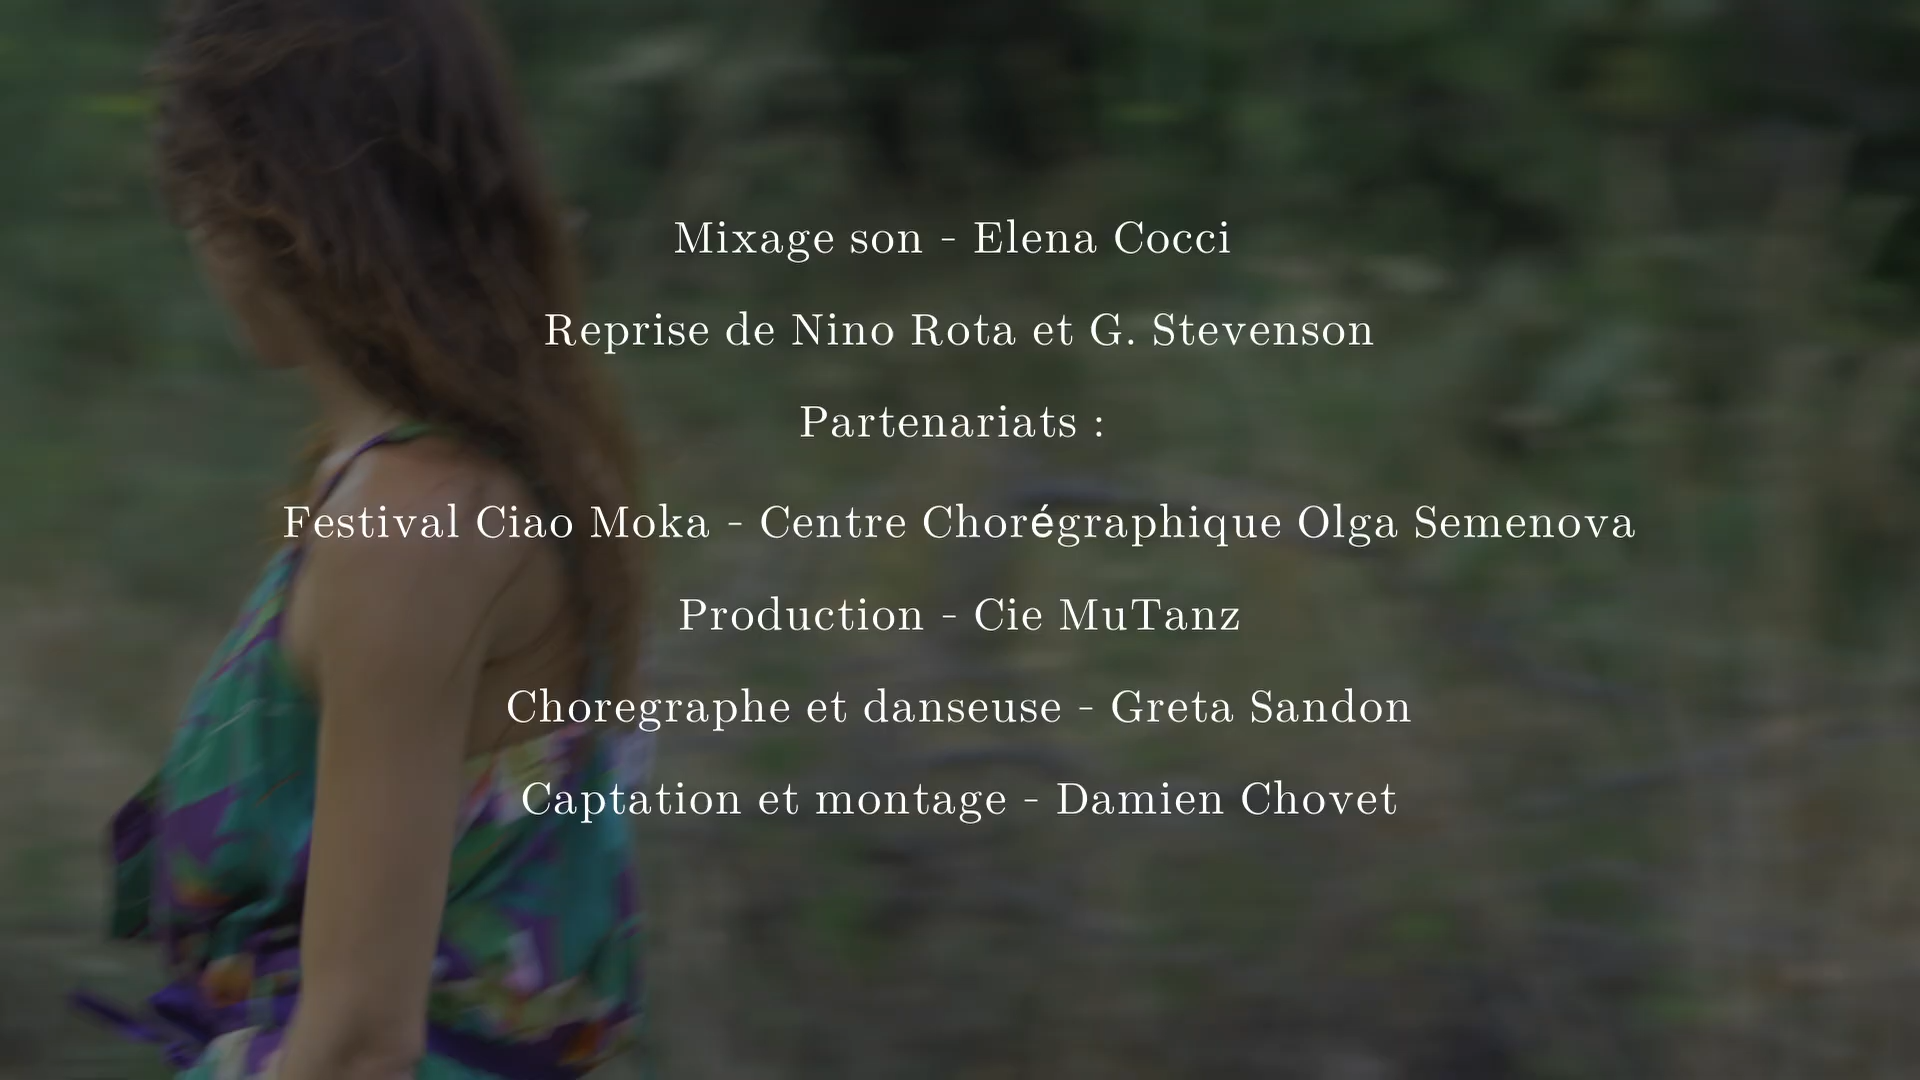 Mixage son - Elena Cocci
Reprise de Nino Rota et G. Stevenson
Partenariats :
Festival Ciao Moka - Centre Chorégraphique Olga Semenova
Production - Cie MuTanz
Choregraphe et danseuse - Greta Sandon
Captation et montage - Damien Chovet